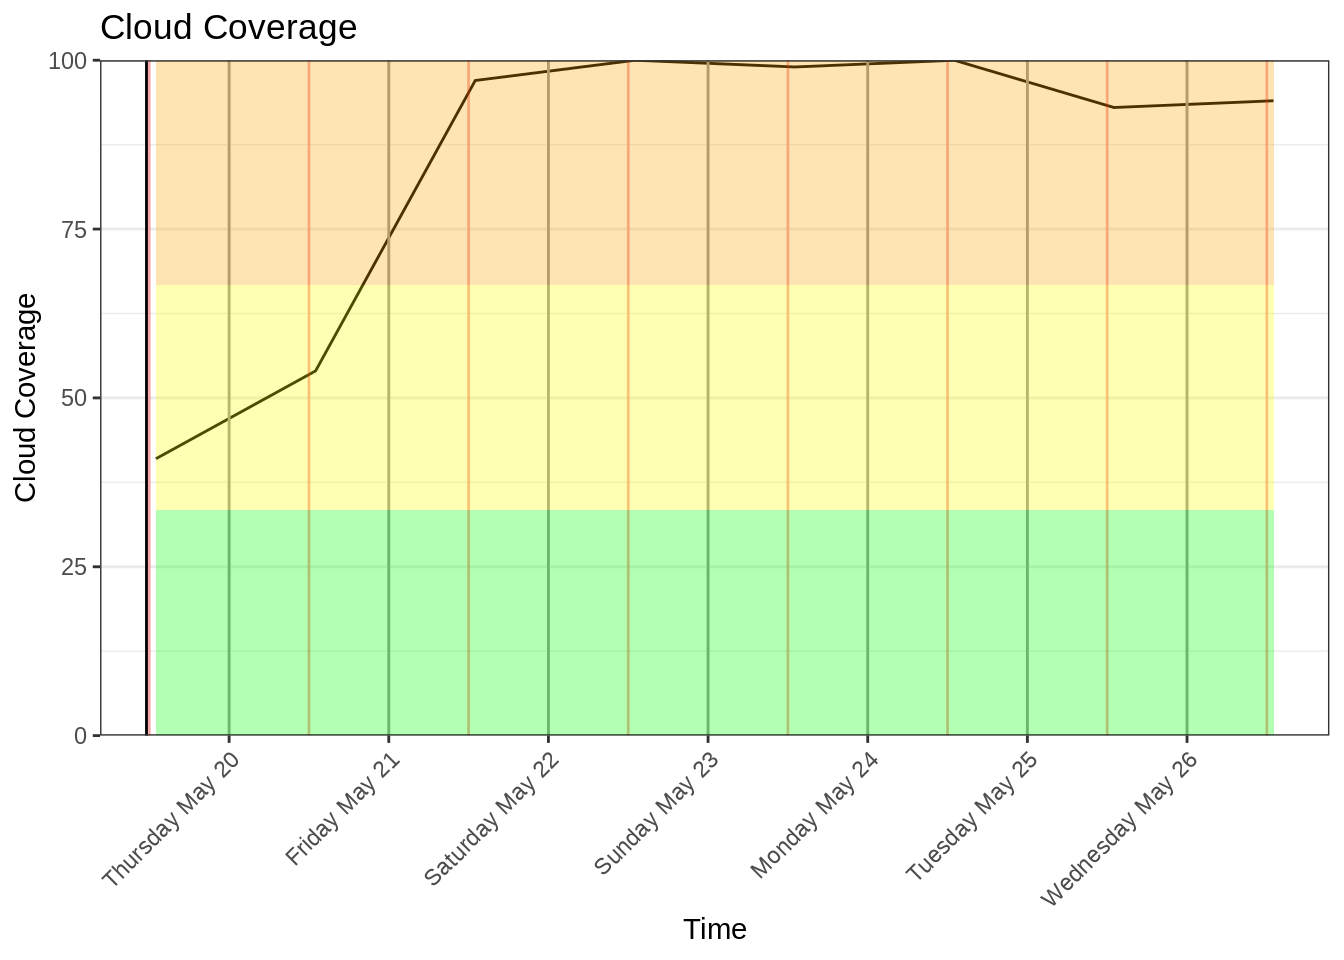 Cloud Coverage
Cloud Coverage
100
75
50
25
0
Thursday May 20
Friday May 21
Saturday May 22
Sunday May 23
Monday May 24
Tuesday May 25
Wednesday May 26
Time